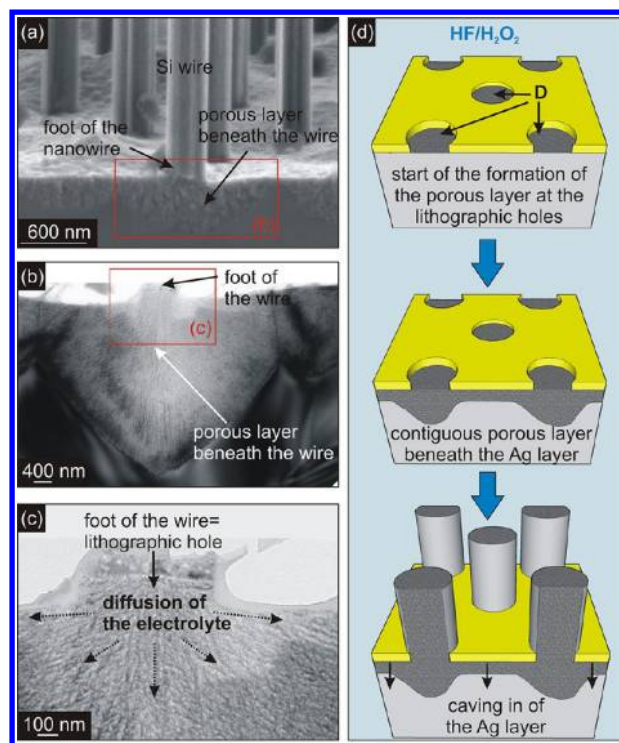 (a)
Si wire
foot of the
nanowire
porous layer
beneath the wire
(b)
600 nm
(b)
foot of
the wire
(c)
porous layer
beneath the wire
400 nm
(c)
foot of the wire=
lithographic hole
diffusion of
the electrolyte
100 nm
(d)
HF/H₂O₂
D
start of the formation of
the porous layer at the
lithographic holes
contiguous porous layer
beneath the Ag layer
caving in of
the Ag layer